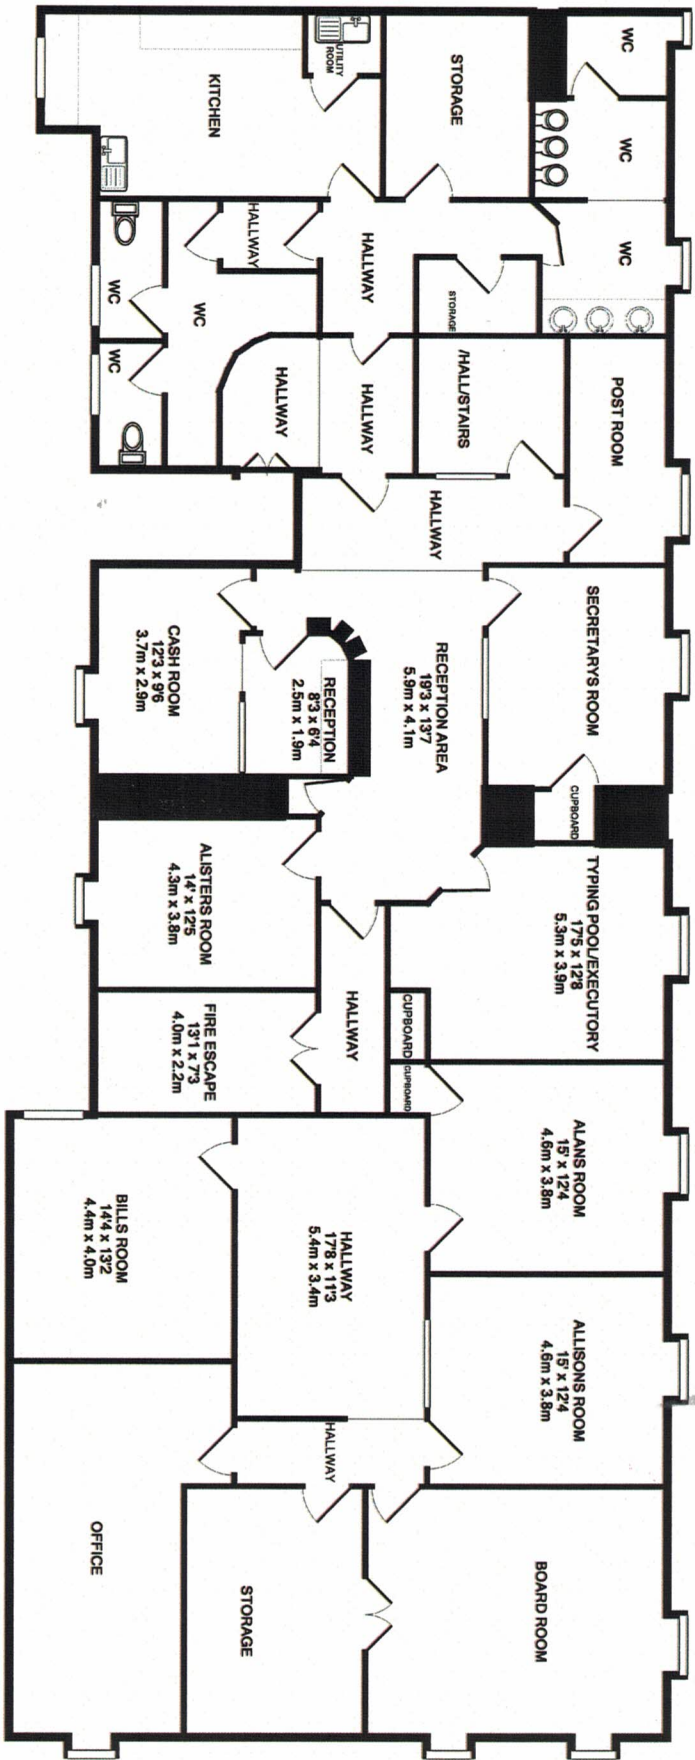 WC
WC
WC
STORAGE
UTILITY
ROOM
KITCHEN
HALLWAY
HALLWAY
STORAGE
WC
WC
WC
POST ROOM
/HALL/STAIRS
HALLWAY
HALLWAY
HALLWAY
SECRETARY'S ROOM
RECEPTION AREA
19'3 x 13'7
5.9m x 4.1m
RECEPTION
8'3 x 6'4
2.5m x 1.9m
CASH ROOM
12'3 x 9'6
3.7m x 2.9m
CUPBOARD
TYPING POOL/EXECUTORY
17'5 x 12'8
5.3m x 3.9m
ALISTERS ROOM
14' x 12'5
4.3m x 3.8m
CUPBOARD
HALLWAY
FIRE ESCAPE
13'1 x 7'3
4.0m x 2.2m
CUPBOARD
ALANS ROOM
15' x 12'4
4.6m x 3.8m
HALLWAY
17'8 x 11'3
5.4m x 3.4m
BILLS ROOM
14'4 x 13'2
4.4m x 4.0m
ALLISONS ROOM
15' x 12'4
4.6m x 3.8m
HALLWAY
BOARD ROOM
STORAGE
OFFICE